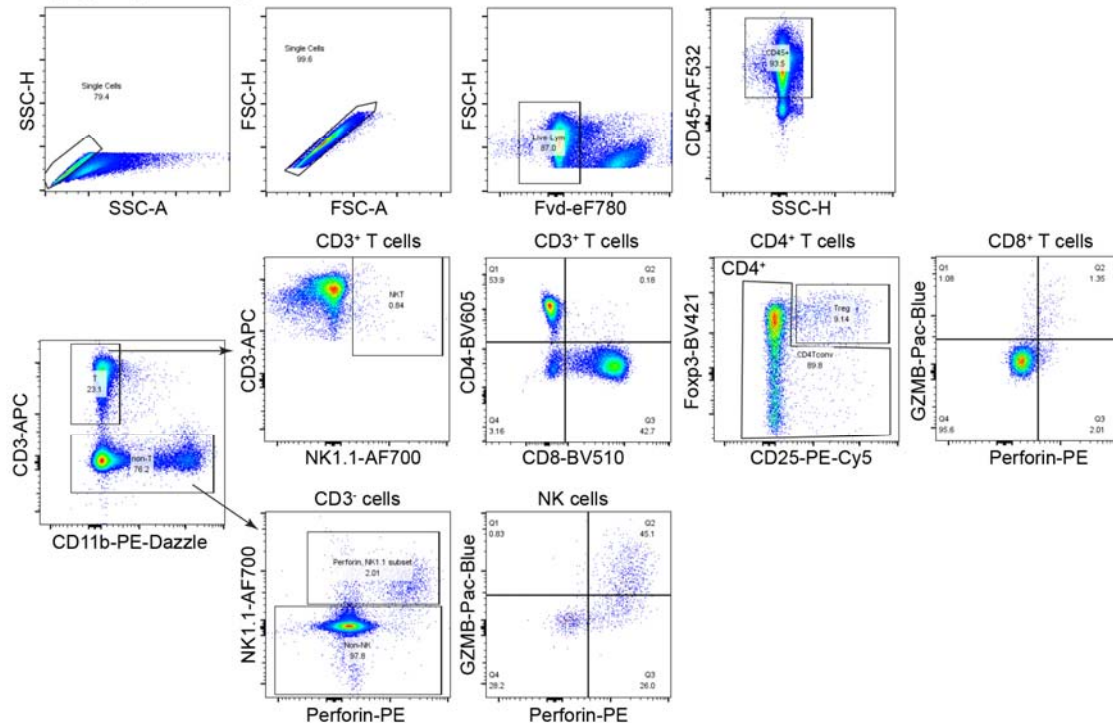 SSC-H
Single Cells
79.4
SSC-A
FSC-H
Single Cells
99.6
FSC-A
FSC-H
Live Lym
87.0
Fvd-eF780
CD45-AF532
CD45+
93.5
SSC-H
CD3-APC
T
23.1
non-T
76.2
CD11b-PE-Dazzle
CD3⁺ T cells
CD3-APC
NKT
0.84
NK1.1-AF700
CD3⁺ T cells
CD4-BV605
Q1
53.9
Q2
0.18
Q4
3.16
Q3
42.7
CD8-BV510
CD4⁺ T cells
Foxp3-BV421
CD4⁺
Treg
9.14
CD4Tconv
89.8
CD25-PE-Cy5
CD8⁺ T cells
GZMB-Pac-Blue
Q1
1.08
Q2
1.35
Q4
95.6
Q3
2.01
Perforin-PE
CD3⁻ cells
NK1.1-AF700
Perforin, NK1.1 subset
2.01
Non-NK
97.8
Perforin-PE
NK cells
GZMB-Pac-Blue
Q1
0.83
Q2
45.1
Q4
28.2
Q3
26.0
Perforin-PE